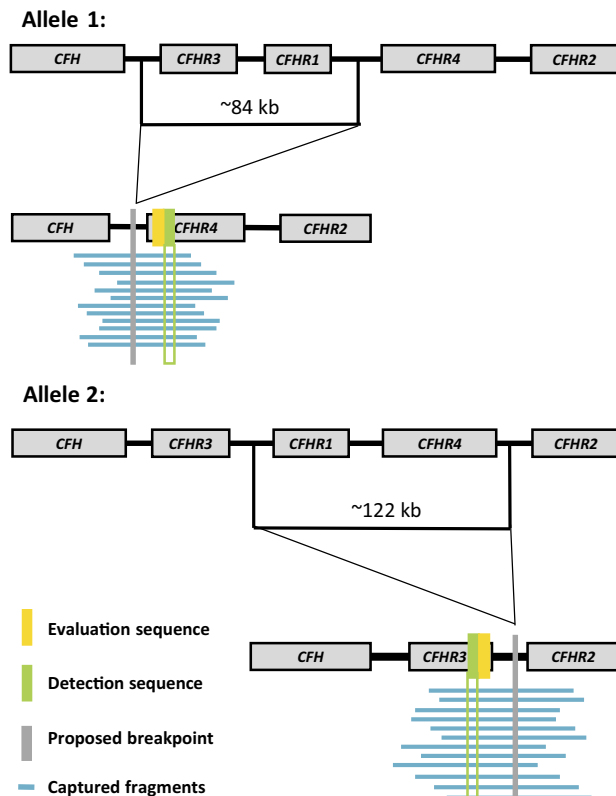 Allele 1:
CFH CFHR3 CFHR1 CFHR4 CFHR2
~84 kb
CFH CFHR4 CFHR2
Allele 2:
CFH CFHR3 CFHR1 CFHR4 CFHR2
~122 kb
Evaluation sequence
CFH CFHR3 CFHR2
Detection sequence
Proposed breakpoint
Captured fragments